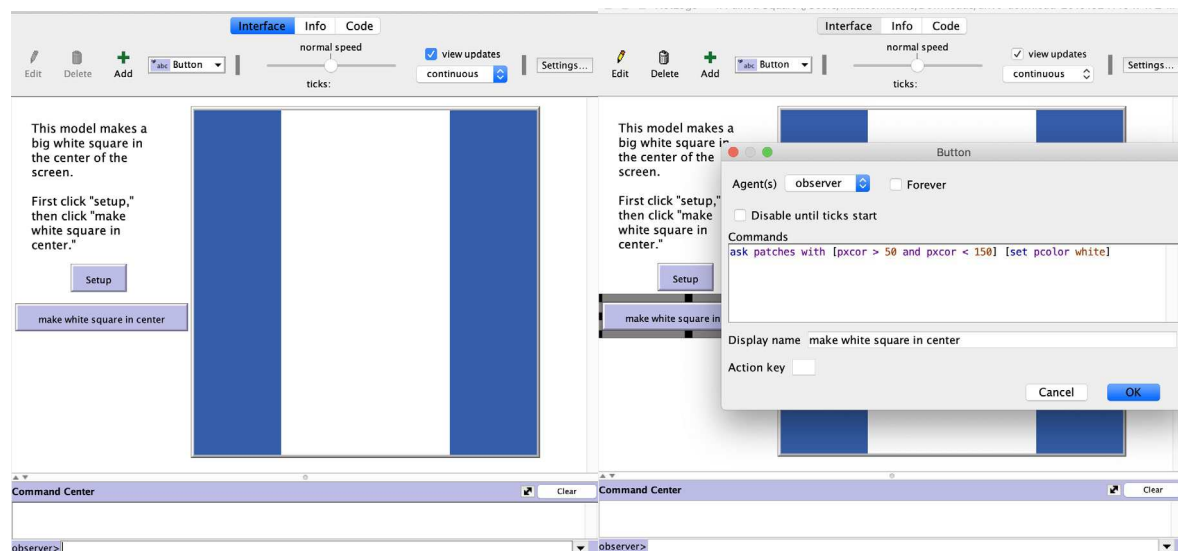 Interface Info Code
normal speed
Edit Delete Add abc Button
view updates
continuous
Settings...
ticks:
This model makes a
big white square in
the center of the
screen.
First click "setup,"
then click "make
white square in
center."
Setup
make white square in center
Command Center
Clear
observer>
Interface Info Code
normal speed
Edit Delete Add abc Button
view updates
continuous
Settings...
ticks:
This model makes a
big white square in
the center of the
screen.
First click "setup,"
then click "make
white square in
center."
Setup
make white square in
Button
Agent(s) observer Forever
Disable until ticks start
Commands
ask patches with [pxcor > 50 and pxcor < 150] [set pcolor white]
Display name make white square in center
Action key
Cancel OK
Command Center
Clear
observer>